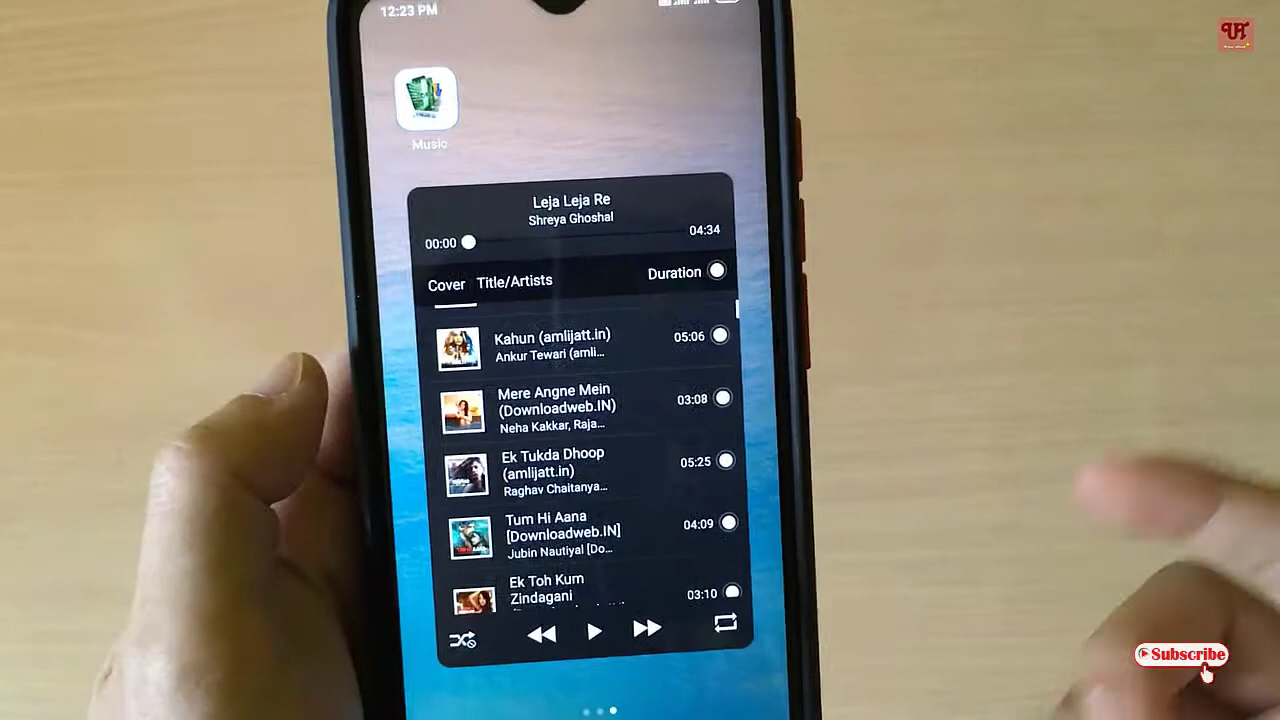 12:23 PM
Music
Leja Leja Re
Shreya Ghoshal
00:00
04:34
Cover Title/Artists Duration
Kahun (amlijatt.in)
Ankur Tewari (amli...
05:06
Mere Angne Mein
(Downloadweb.IN)
Neha Kakkar, Raja...
03:08
Ek Tukda Dhoop
(amlijatt.in)
Raghav Chaitanya...
05:25
Tum Hi Aana
[Downloadweb.IN]
Jubin Nautiyal [Do...
04:09
Ek Toh Kum
Zindagani
03:10
Subscribe